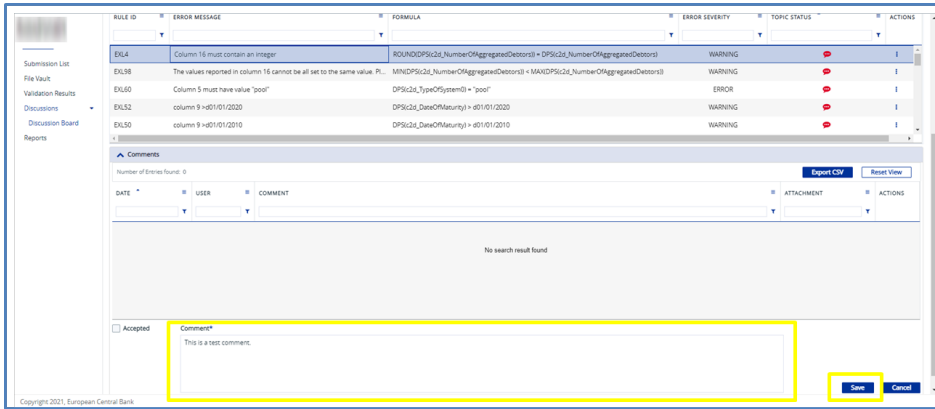 RULE ID ERROR MESSAGE FORMULA ERROR SEVERITY TOPIC STATUS ACTIONS
EXL4 Column 16 must contain an integer ROUND(DPS(c2d_NumberOfAggregatedDebtors)) = DPS(c2d_NumberOfAggregatedDebtors) WARNING
Submission List
EXL98 The values reported in column 16 cannot be all set to the same value. Pl... MIN(DPS(c2d_NumberOfAggregatedDebtors)) < MAX(DPS(c2d_NumberOfAggregatedDebtors)) WARNING
File Vault
EXL60 Column 5 must have value "pool" DPS(c2d_TypeOfSystem()) = "pool" ERROR
Validation Results
Discussions
EXL52 column 9 >d01/01/2020 DPS(c2d_DateOfMaturity) > d01/01/2020 WARNING
Discussion Board
EXL50 column 9 >d01/01/2010 DPS(c2d_DateOfMaturity) > d01/01/2010 WARNING
Reports
Comments
Number of Entries found: 0 Export CSV Reset View
DATE USER COMMENT ATTACHMENT ACTIONS
No search result found
Accepted Comment*
This is a test comment.
Save Cancel
Copyright 2021, European Central Bank